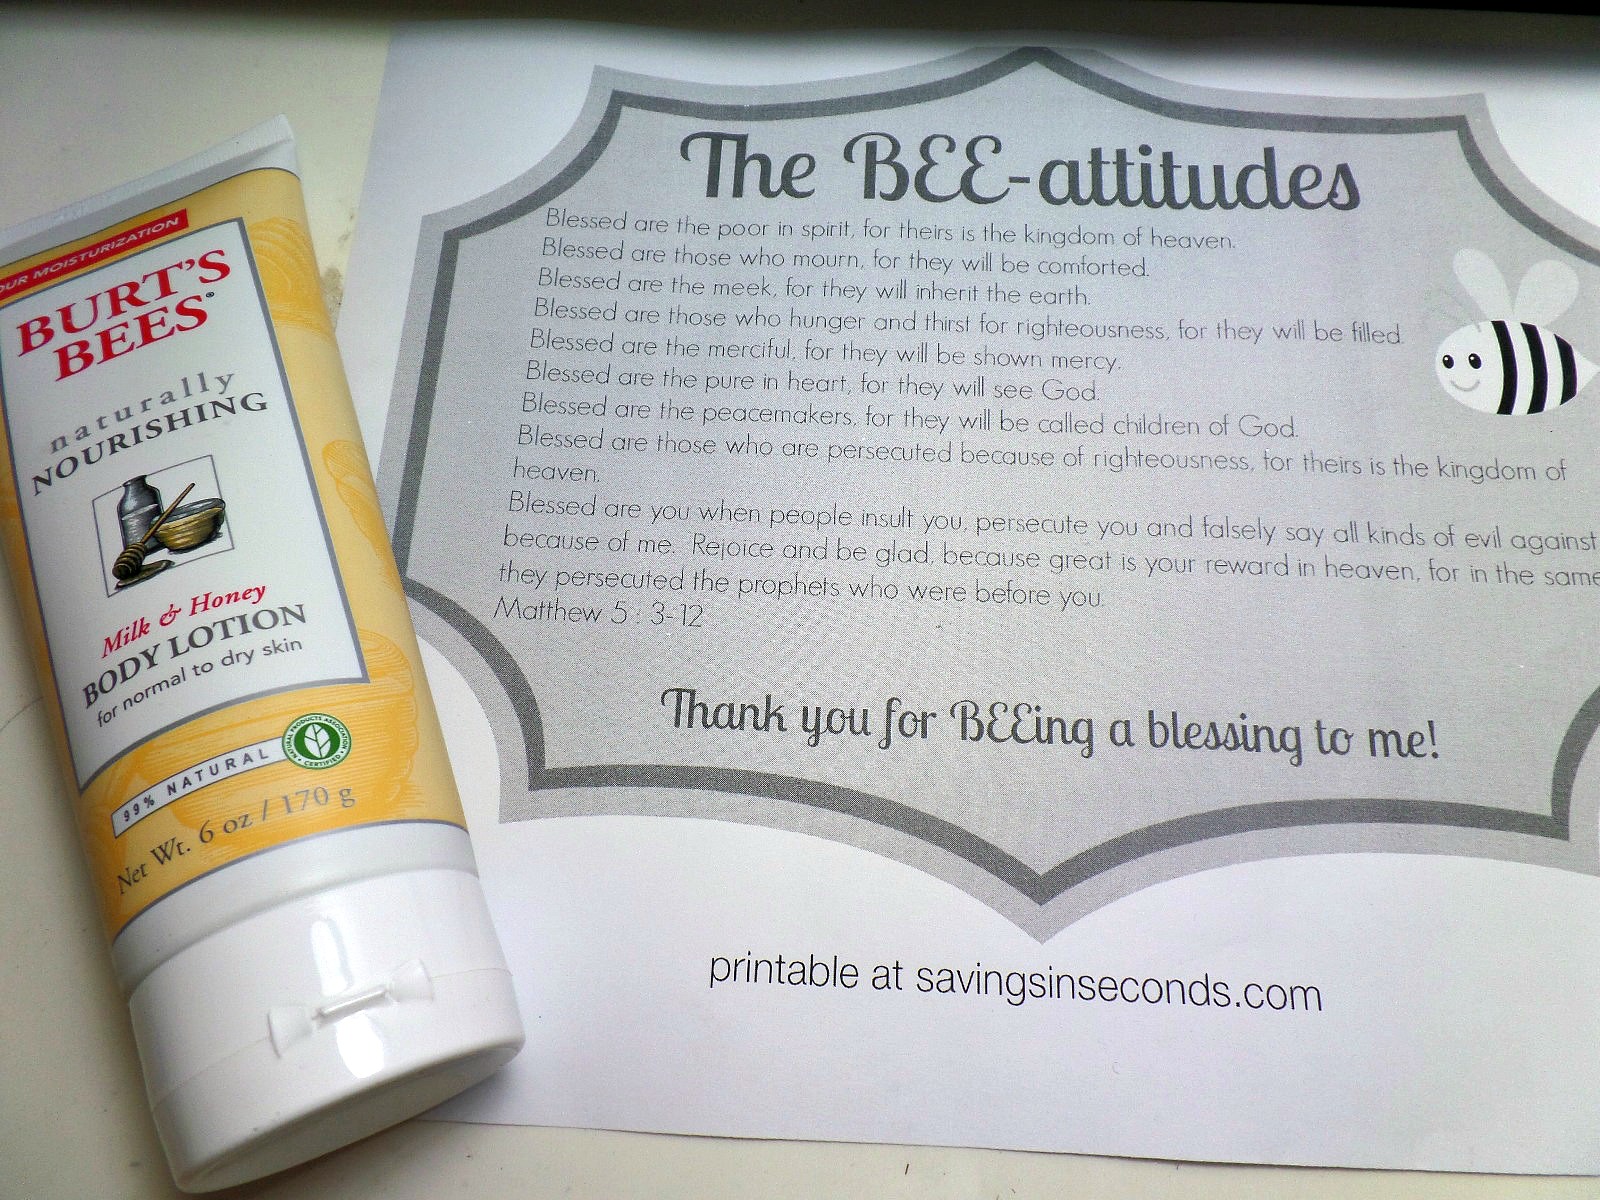 OUR MOISTURIZATION
BURT'S
BEES®
naturally
NOURISHING
Milk & Honey
BODY LOTION
for normal to dry skin
99% NATURAL
NATURAL PRODUCTS ASSOCIATION
CERTIFIED
Net Wt. 6 oz / 170 g
The BEE-attitudes
Blessed are the poor in spirit, for theirs is the kingdom of heaven.
Blessed are those who mourn, for they will be comforted.
Blessed are the meek, for they will inherit the earth.
Blessed are those who hunger and thirst for righteousness, for they will be filled.
Blessed are the merciful, for they will be shown mercy.
Blessed are the pure in heart, for they will see God.
Blessed are the peacemakers, for they will be called children of God.
Blessed are those who are persecuted because of righteousness, for theirs is the kingdom of
heaven.
Blessed are you when people insult you, persecute you and falsely say all kinds of evil against
because of me. Rejoice and be glad, because great is your reward in heaven, for in the same
they persecuted the prophets who were before you.
Matthew 5 : 3-12
Thank you for BEEing a blessing to me!
printable at savingsinseconds.com